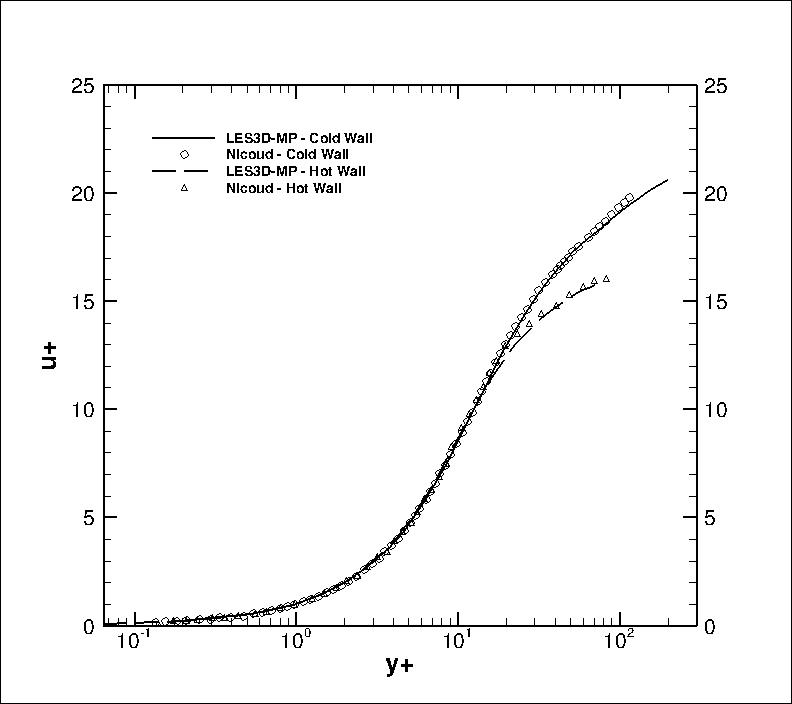 25 25
LES3D-MP - Cold Wall
Nicoud - Cold Wall
LES3D-MP - Hot Wall
Nicoud - Hot Wall
20 20
15 15
u+
10 10
5 5
0 0
10-1 100 101 102
y+